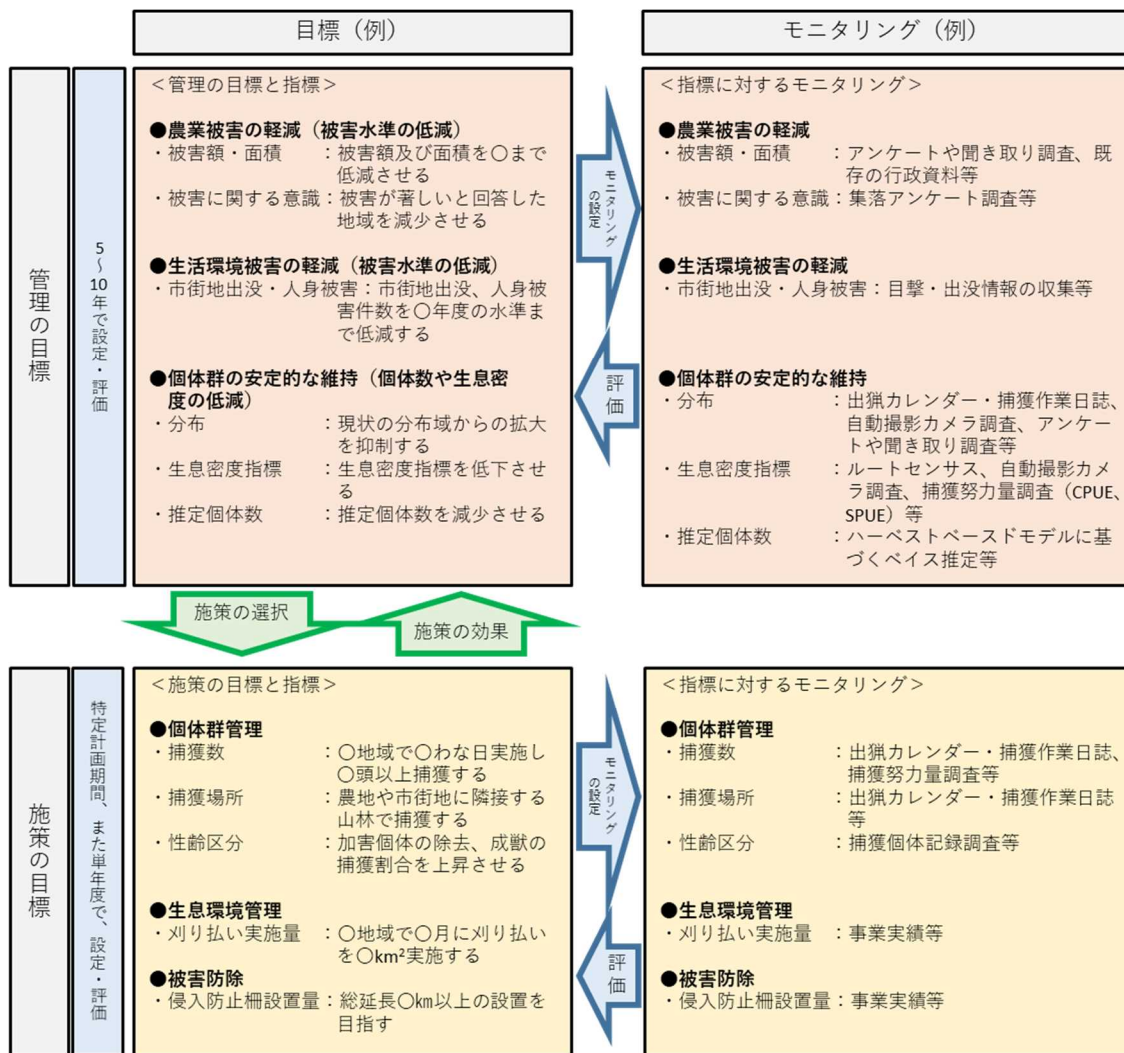 目標（例）
モニタリング（例）
管理の目標
5～10年で設定・評価
＜管理の目標と指標＞
●農業被害の軽減（被害水準の低減）
・被害額・面積　：被害額及び面積を〇まで
低減させる
・被害に関する意識：被害が著しいと回答した
地域を減少させる
●生活環境被害の軽減（被害水準の低減）
・市街地出没・人身被害：市街地出没、人身被
害件数を〇年度の水準ま
で低減する
●個体群の安定的な維持（個体数や生息密
度の低減）
・分布　：現状の分布域からの拡大
を抑制する
・生息密度指標　：生息密度指標を低下させ
る
・推定個体数　：推定個体数を減少させる
モニタリング
の設定
評価
＜指標に対するモニタリング＞
●農業被害の軽減
・被害額・面積　：アンケートや聞き取り調査、既
存の行政資料等
・被害に関する意識：集落アンケート調査等
●生活環境被害の軽減
・市街地出没・人身被害：目撃・出没情報の収集等
●個体群の安定的な維持
・分布　：出猟カレンダー・捕獲作業日誌、
自動撮影カメラ調査、アンケー
トや聞き取り調査等
・生息密度指標　：ルートセンサス、自動撮影カメ
ラ調査、捕獲努力量調査（CPUE、
SPUE）等
・推定個体数　：ハーベストベースドモデルに基
づくベイス推定等
施策の選択
施策の効果
施策の目標
特定計画期間、また単年度で、設定・評価
＜施策の目標と指標＞
●個体群管理
・捕獲数　：〇地域で〇わな日実施し
〇頭以上捕獲する
・捕獲場所　：農地や市街地に隣接する
山林で捕獲する
・性齢区分　：加害個体の除去、成獣の
捕獲割合を上昇させる
●生息環境管理
・刈り払い実施量　：〇地域で〇月に刈り払い
を〇km²実施する
●被害防除
・侵入防止柵設置量：総延長〇km以上の設置を
目指す
モニタリング
の設定
評価
＜指標に対するモニタリング＞
●個体群管理
・捕獲数　：出猟カレンダー・捕獲作業日誌、
捕獲努力量調査等
・捕獲場所　：出猟カレンダー・捕獲作業日誌
等
・性齢区分　：捕獲個体記録調査等
●生息環境管理
・刈り払い実施量　：事業実績等
●被害防除
・侵入防止柵設置量：事業実績等